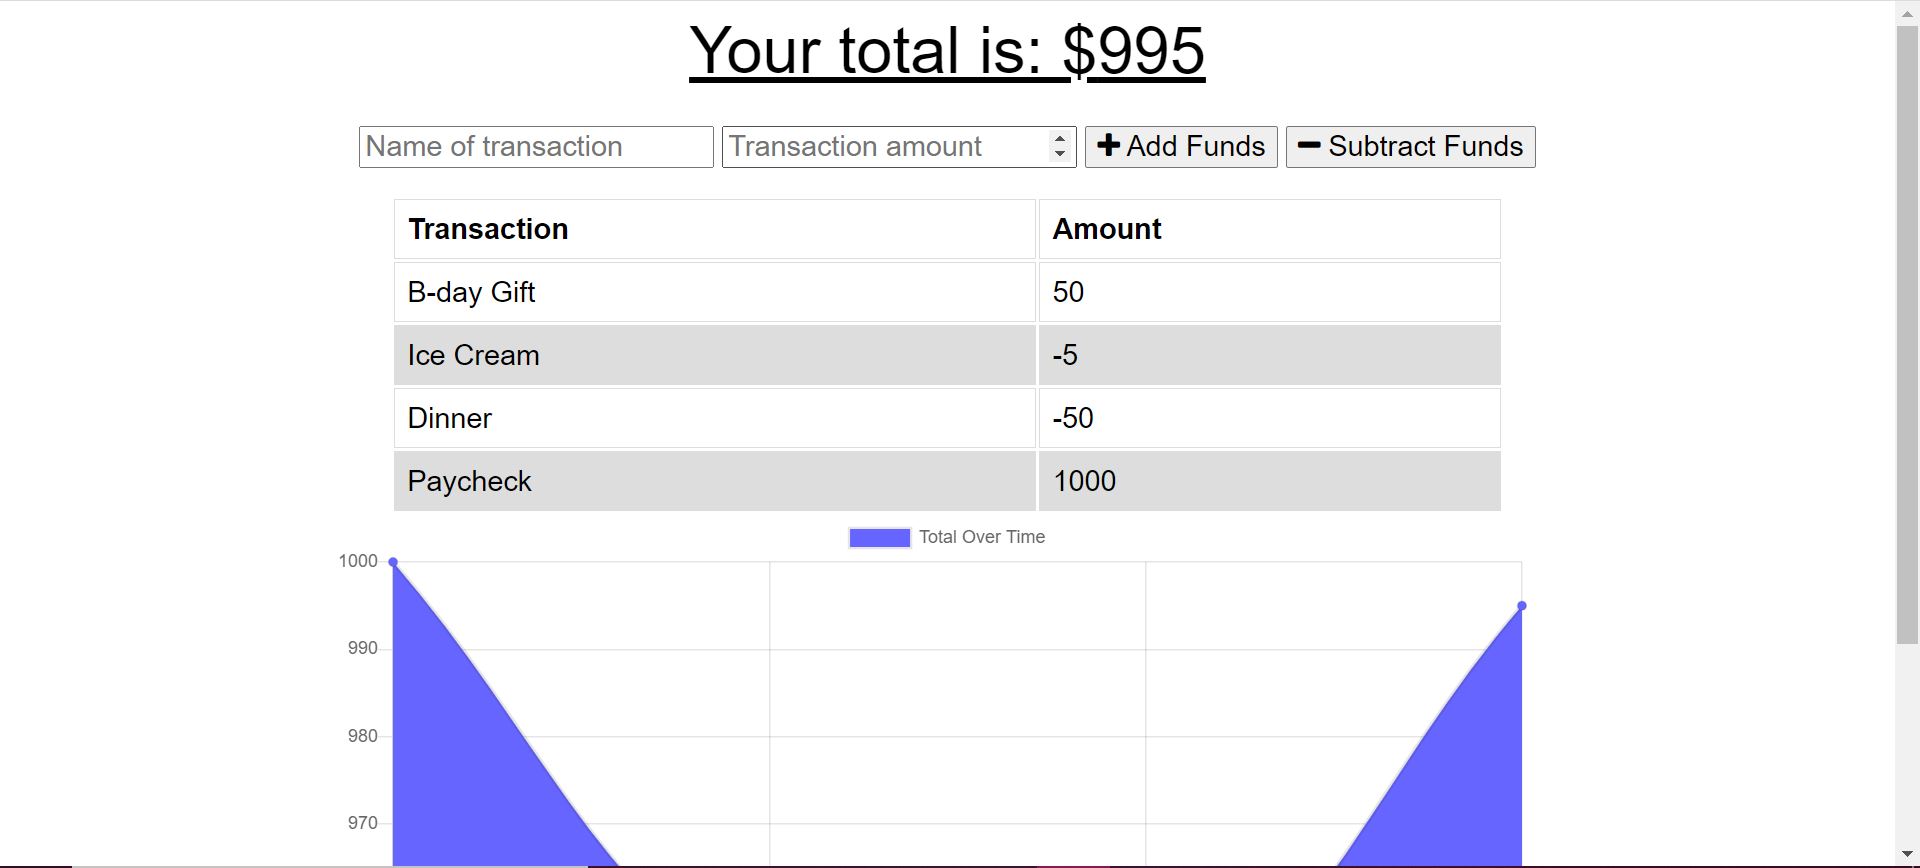 Your total is: $995
Name of transaction Transaction amount Add Funds Subtract Funds
Transaction Amount
B-day Gift 50
Ice Cream -5
Dinner -50
Paycheck 1000
Total Over Time
1000
990
980
970